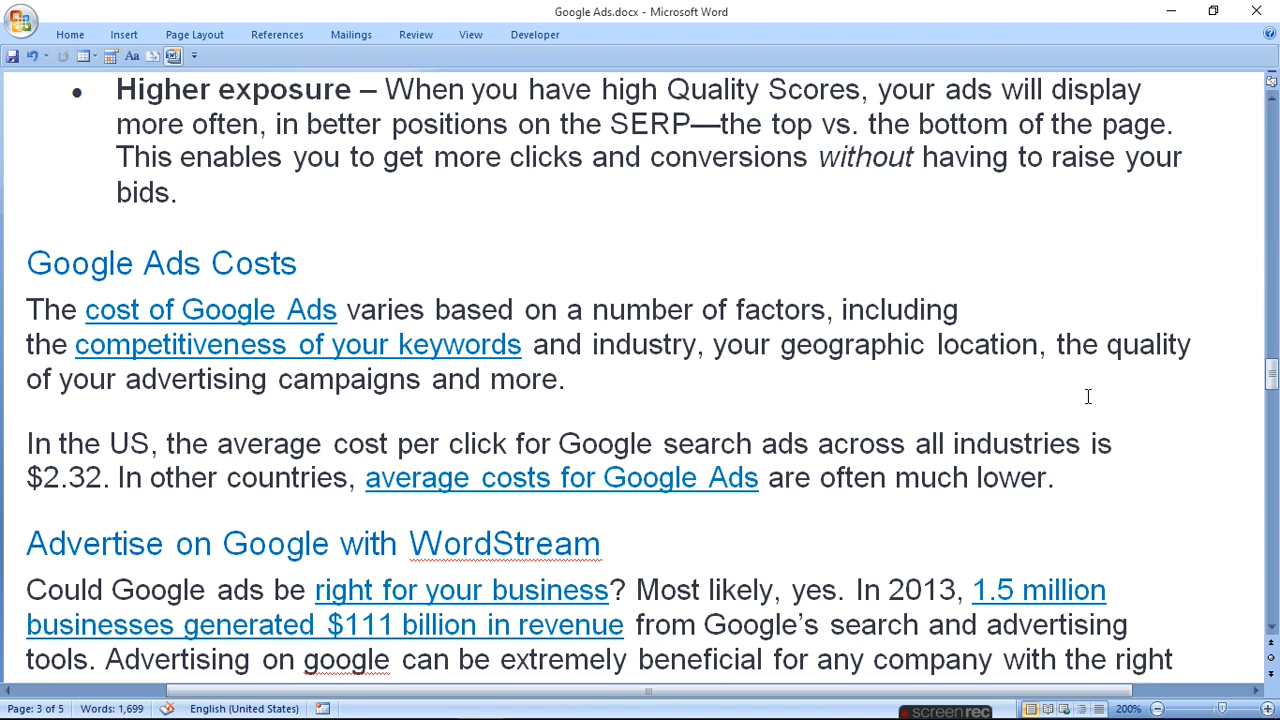 Google Ads.docx - Microsoft Word
Home Insert Page Layout References Mailings Review View Developer
Aa
• Higher exposure – When you have high Quality Scores, your ads will display
more often, in better positions on the SERP—the top vs. the bottom of the page.
This enables you to get more clicks and conversions without having to raise your
bids.
Google Ads Costs
The cost of Google Ads varies based on a number of factors, including
the competitiveness of your keywords and industry, your geographic location, the quality
of your advertising campaigns and more.
In the US, the average cost per click for Google search ads across all industries is
$2.32. In other countries, average costs for Google Ads are often much lower.
Advertise on Google with WordStream
Could Google ads be right for your business? Most likely, yes. In 2013, 1.5 million
businesses generated $111 billion in revenue from Google’s search and advertising
tools. Advertising on google can be extremely beneficial for any company with the right
Page: 3 of 5 Words: 1,699 English (United States) screenrec 200%